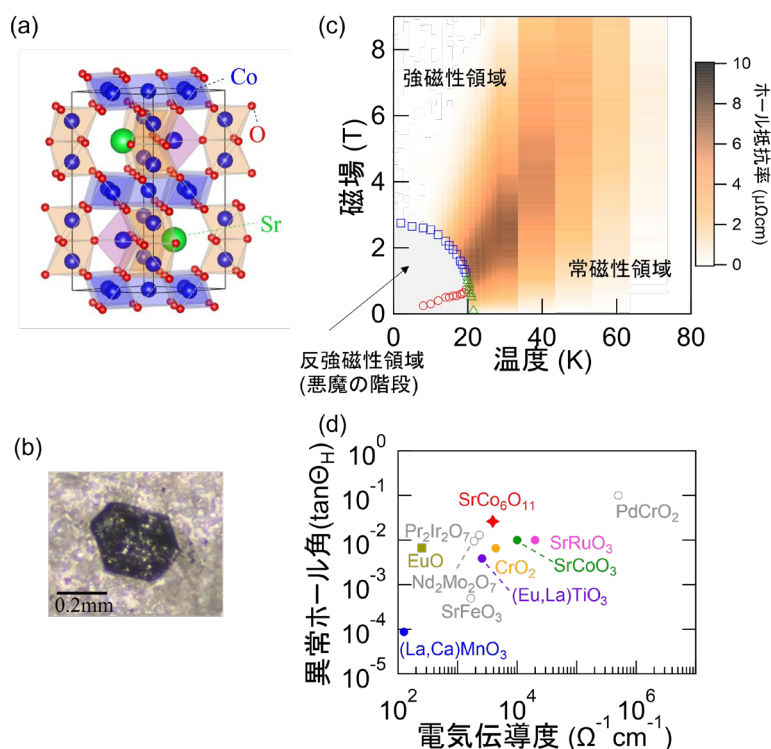 (a)
Co
O
Sr
(b)
0.2mm
(c)
強磁性領域
常磁性領域
反強磁性領域
(悪魔の階段)
磁場 (T)
8
6
4
2
0
0
20
40
60
80
温度 (K)
10
8
6
4
2
0
ホール抵抗率 (μΩcm)
(d)
異常ホール角(tanΘH)
10⁰
10⁻¹
10⁻²
10⁻³
10⁻⁴
10⁻⁵
SrCo₆O₁₁
PdCrO₂
Pr₂Ir₂O₇
EuO
SrRuO₃
CrO₂
SrCoO₃
Nd₂Mo₂O₇
(Eu,La)TiO₃
SrFeO₃
(La,Ca)MnO₃
10²
10⁴
10⁶
電気伝導度 (Ω⁻¹cm⁻¹)